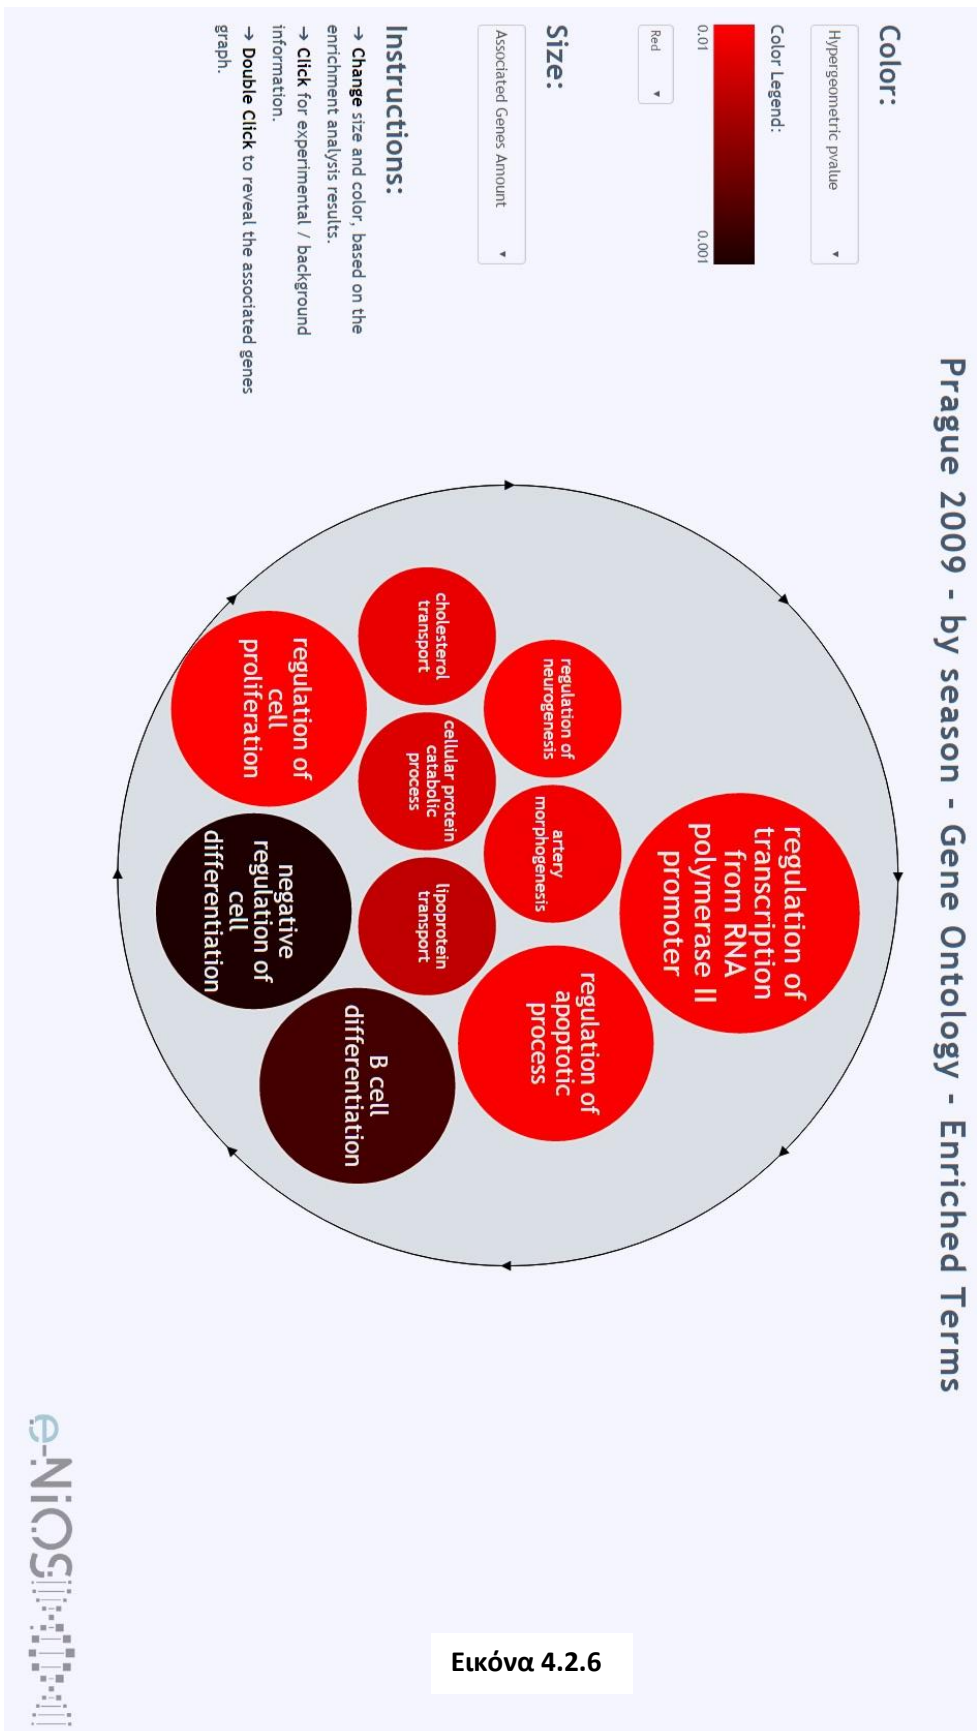 Prague 2009 - by season - Gene Ontology - Enriched Terms
Color:
Hypergeometric pvalue
Color Legend:
0.01
0.001
Red
Size:
Associated Genes Amount
Instructions:
→ Change size and color, based on the
enrichment analysis results.
→ Click for experimental / background
information.
→ Double Click to reveal the associated genes
graph.
regulation of
transcription
from RNA
polymerase II
promoter
regulation of
neurogenesis
artery
morphogenesis
regulation of
apoptotic
process
cholesterol
transport
cellular protein
catabolic
process
lipoprotein
transport
B cell
differentiation
regulation of
cell
proliferation
negative
regulation of
cell
differentiation
e-NiOS
Εικόνα 4.2.6